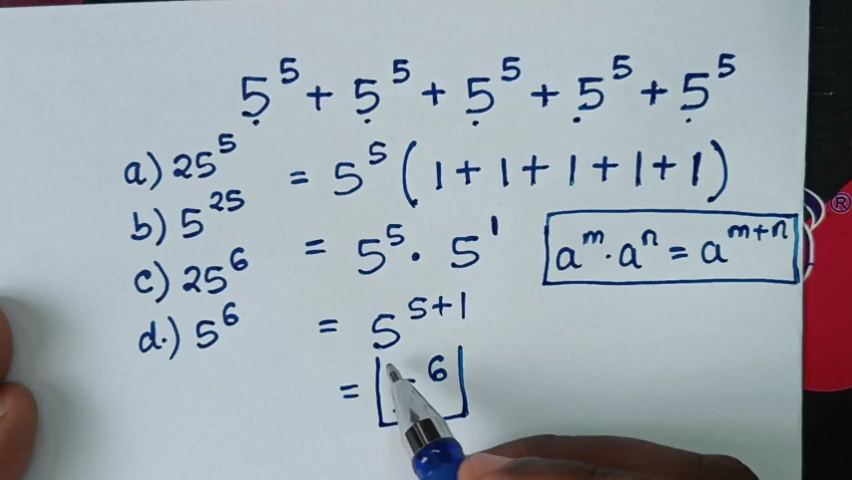 5⁵ + 5⁵ + 5⁵ + 5⁵ + 5⁵
a) 25⁵ = 5⁵ (1 + 1 + 1 + 1 + 1)
b) 5²⁵ = 5⁵ · 5¹ aᵐ · aⁿ = aᵐ⁺ⁿ
c) 25⁶
d.) 5⁶ = 5⁵⁺¹
= ⁶
®